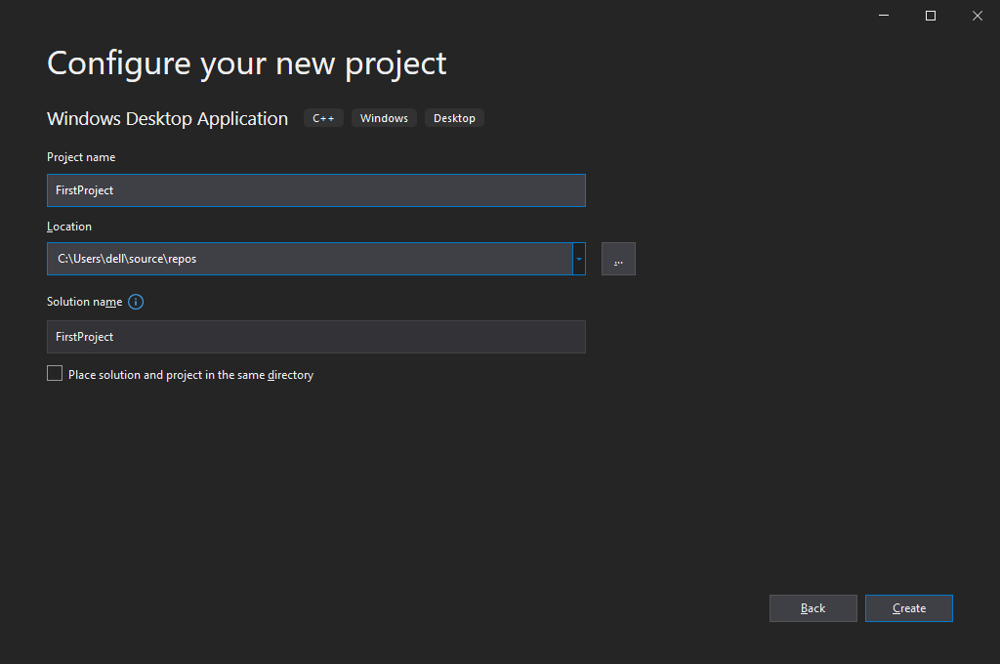 Configure your new project
Windows Desktop Application C++ Windows Desktop
Project name
FirstProject
Location
C:\Users\dell\source\repos
...
Solution name
FirstProject
Place solution and project in the same directory
Back Create